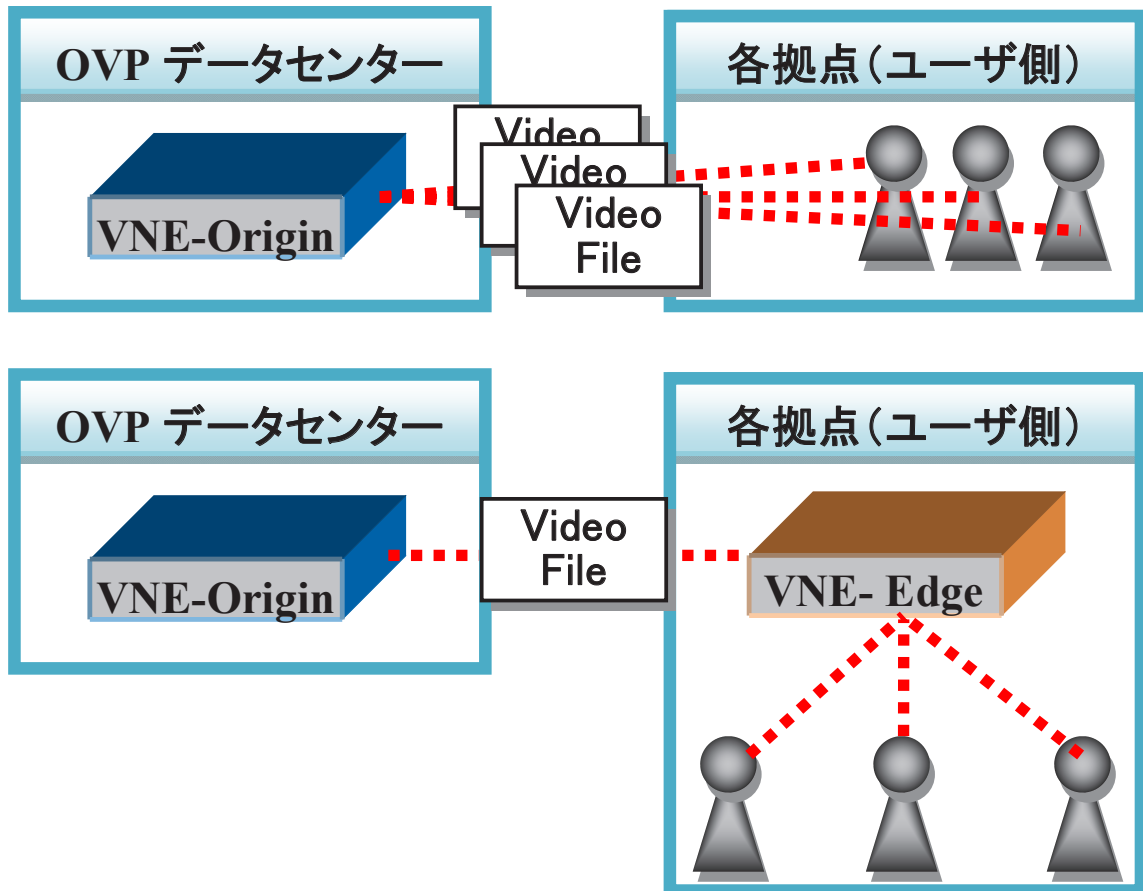 OVP データセンター
各拠点（ユーザ側）
Video
Video
Video
File
VNE-Origin
OVP データセンター
各拠点（ユーザ側）
Video
File
VNE-Origin
VNE- Edge